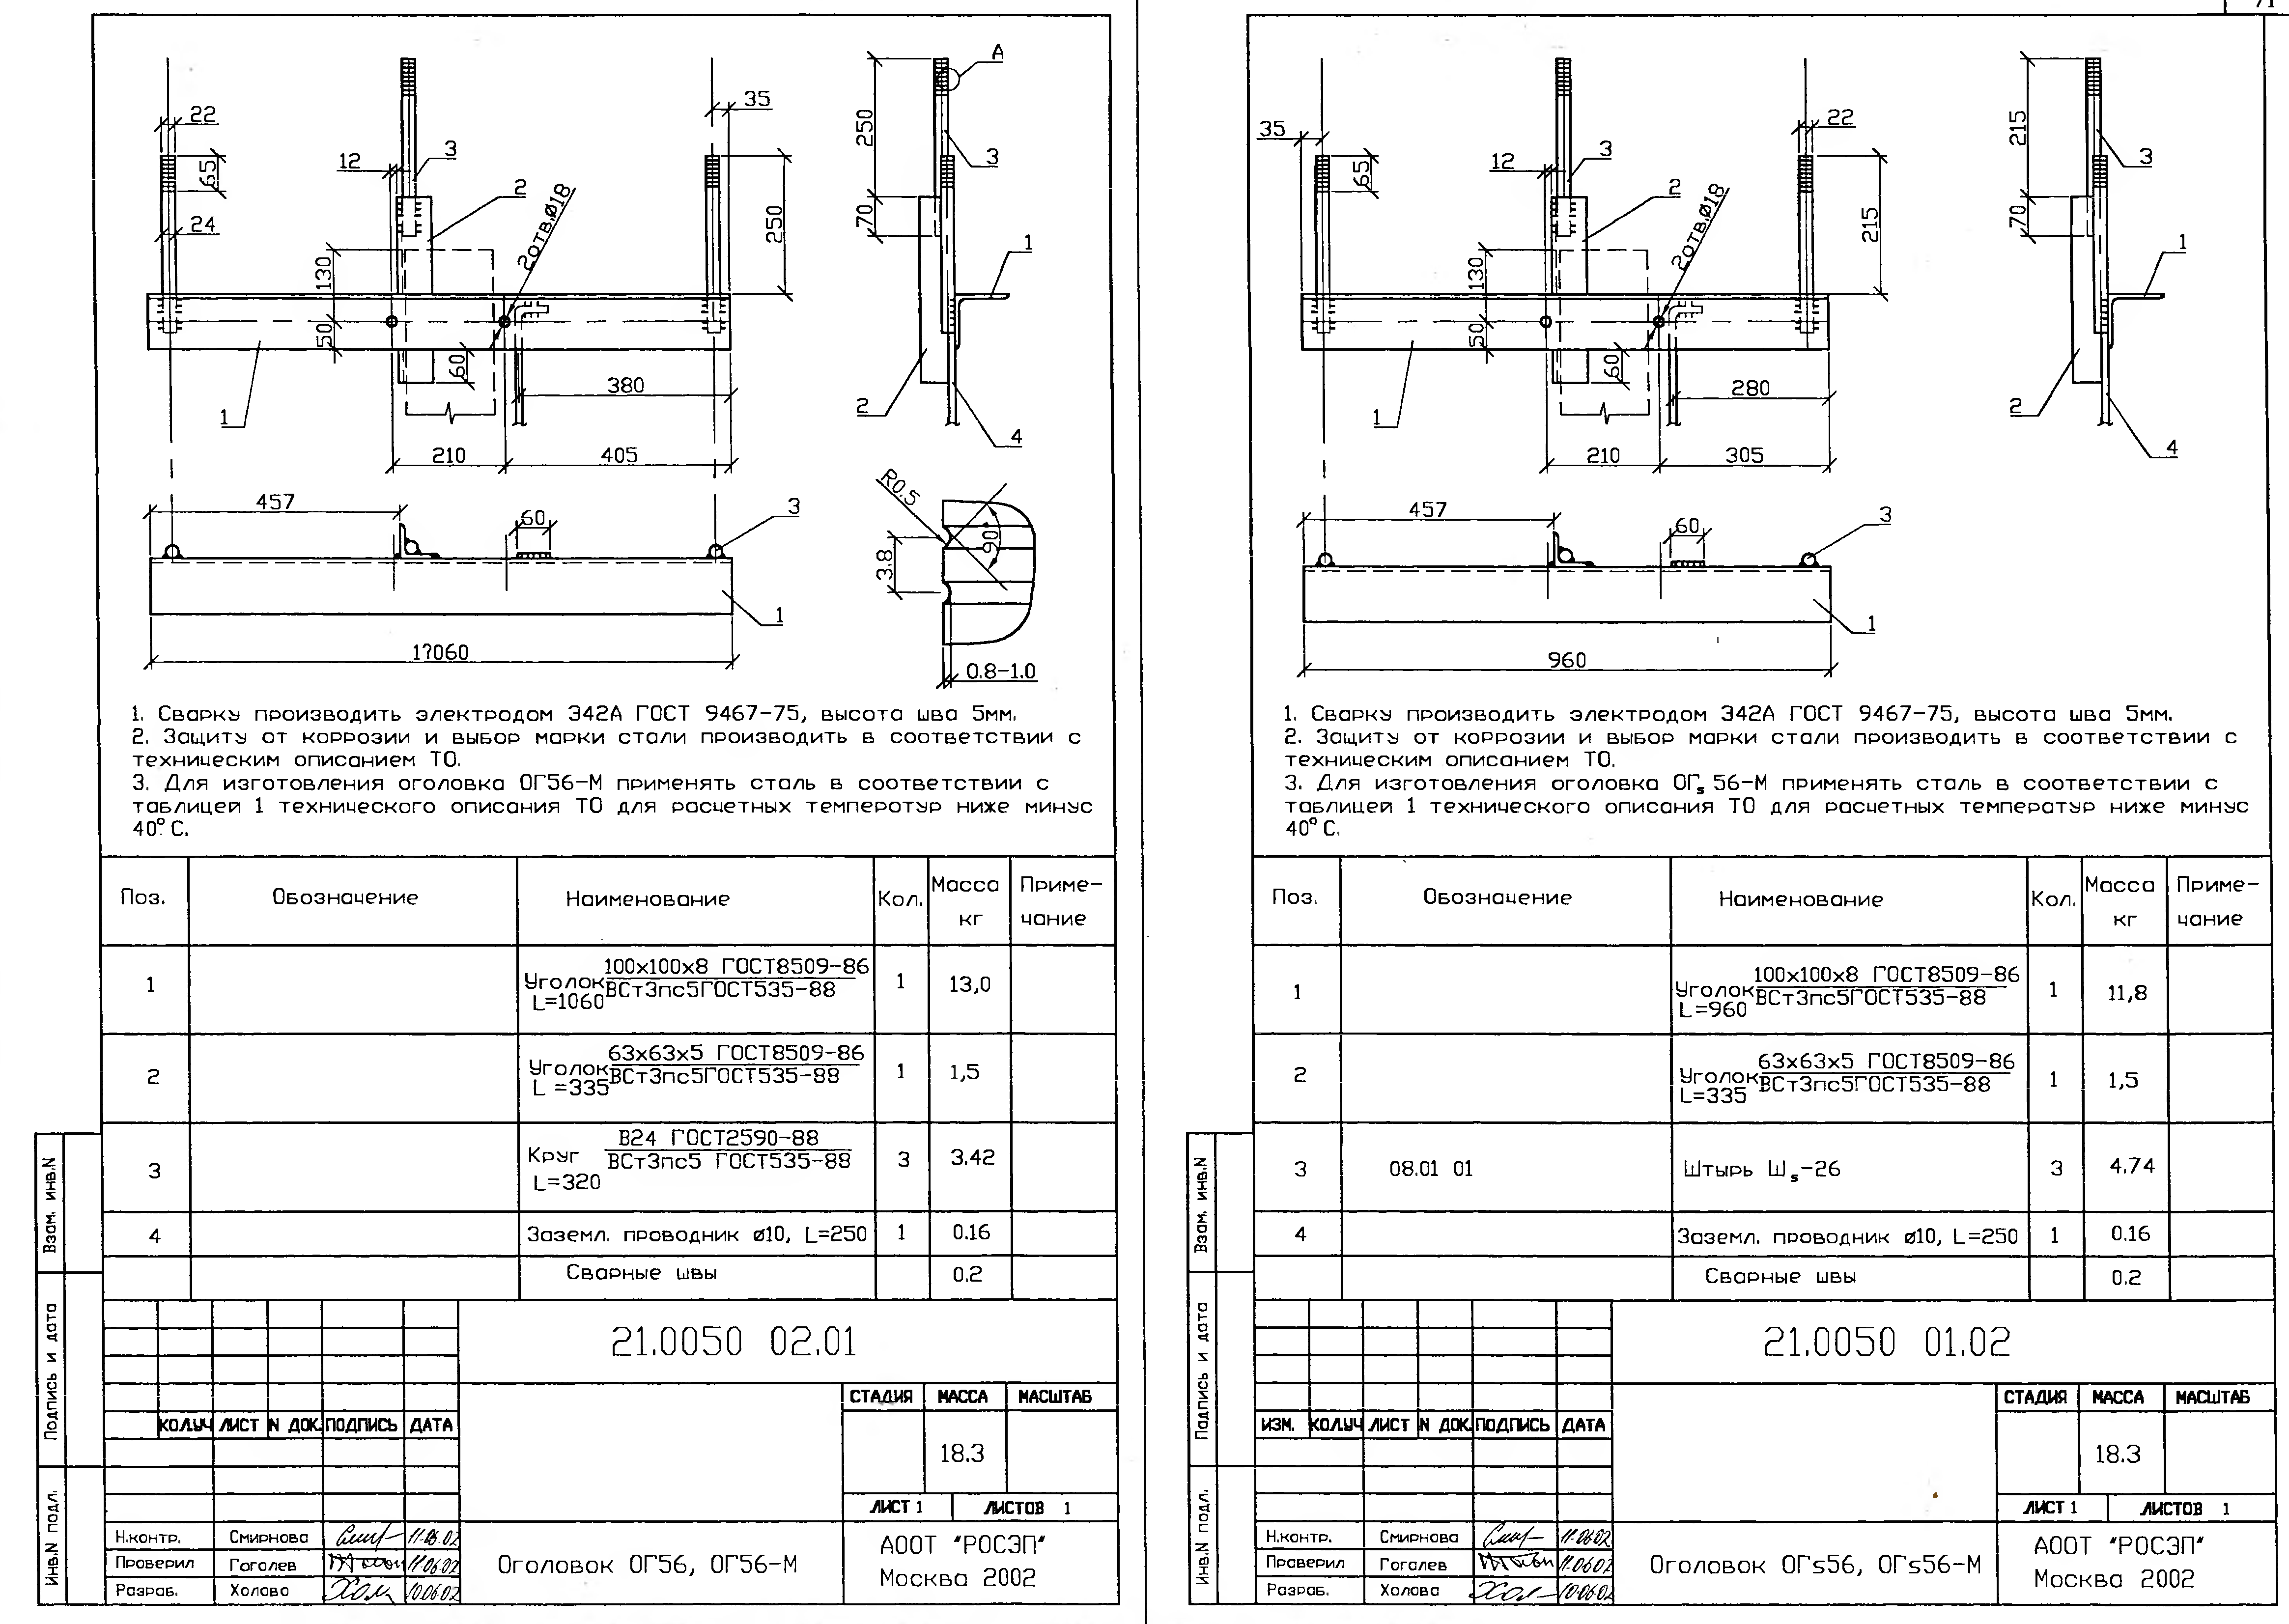 71
А
22
35
65
12
3
2
24
2отв.Ø18
130
50
60
250
250
70
3
1
2
4
380
1
210
405
457
60
3
1
1?060
R0.5
90°
3.8
0.8-1.0
1. Сварку производить электродом Э42А ГОСТ 9467-75, высота шва 5мм.
2. Защиту от коррозии и выбор марки стали производить в соответствии с
техническим описанием ТО.
3. Для изготовления оголовка ОГ56-М применять сталь в соответствии с
таблицей 1 технического описания ТО для расчетных температур ниже минус
40° С.
Поз. Обозначение Наименование Кол. Масса кг Приме-чание
1 Уголок 100х100х8 ГОСТ8509-86 1 13,0
L=1060 ВСт3пс5ГОСТ535-88
2 Уголок 63х63х5 ГОСТ8509-86 1 1,5
L =335 ВСт3пс5ГОСТ535-88
3 Круг В24 ГОСТ2590-88 3 3.42
L=320 ВСт3пс5 ГОСТ535-88
4 Заземл. проводник ø10, L=250 1 0.16
Сварные швы 0.2
21.0050 02.01
СТАДИЯ МАССА МАСШТАБ
КОЛ.УЧ ЛИСТ N ДОК. ПОДПИСЬ ДАТА
18.3
ЛИСТ 1 ЛИСТОВ 1
Н.контр. Смирнова 11.06.02
Проверил Гоголев 11.06.02
Разраб. Холова 10.06.02
Оголовок ОГ56, ОГ56-М
АООТ "РОСЭП"
Москва 2002
Взам. инв.N
Подпись и дата
Инв.N подл.
35
22
65
12
3
2
2отв.Ø18
130
50
60
215
215
70
3
1
2
4
280
1
210
305
457
60
3
1
960
1. Сварку производить электродом Э42А ГОСТ 9467-75, высота шва 5мм.
2. Защиту от коррозии и выбор марки стали производить в соответствии с
техническим описанием ТО.
3. Для изготовления оголовка ОГs 56-М применять сталь в соответствии с
таблицей 1 технического описания ТО для расчетных температур ниже минус
40° С.
Поз. Обозначение Наименование Кол. Масса кг Приме-чание
1 Уголок 100х100х8 ГОСТ8509-86 1 11,8
L=960 ВСт3пс5ГОСТ535-88
2 Уголок 63х63х5 ГОСТ8509-86 1 1,5
L=335 ВСт3пс5ГОСТ535-88
3 08.01 01 Штырь Шs-26 3 4.74
4 Заземл. проводник ø10, L=250 1 0.16
Сварные швы 0.2
21.0050 01.02
СТАДИЯ МАССА МАСШТАБ
ИЗМ. КОЛ.УЧ ЛИСТ N ДОК. ПОДПИСЬ ДАТА
18.3
ЛИСТ 1 ЛИСТОВ 1
Н.контр. Смирнова 11.06.02
Проверил Гоголев 11.06.02
Разраб. Холова 10.06.02
Оголовок ОГs56, ОГs56-М
АООТ "РОСЭП"
Москва 2002
Взам. инв.N
Подпись и дата
Инв.N подл.